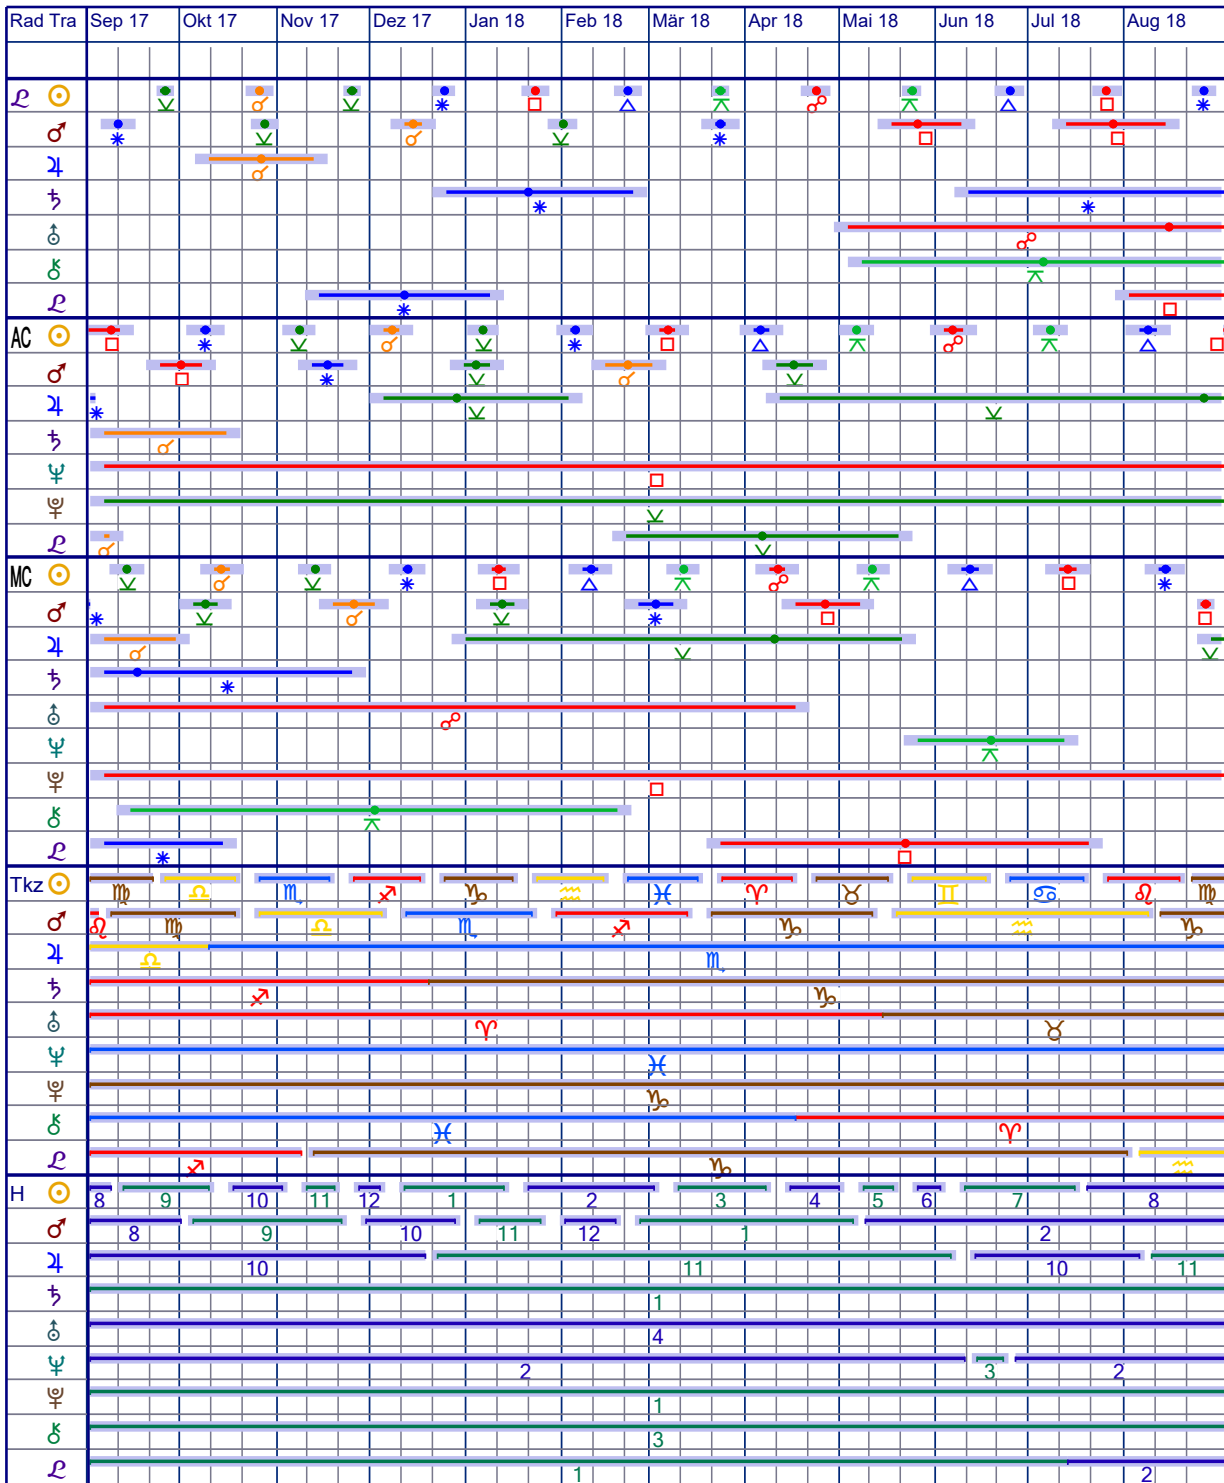 Rad Tra Sep 17 Okt 17 Nov 17 Dez 17 Jan 18 Feb 18 Mär 18 Apr 18 Mai 18 Jun 18 Jul 18 Aug 18
AC
MC
Tkz
H 8 9 10 11 12 1 2 3 4 5 6 7 8
8 9 10 11 12 1 2
10 11 10 11
1
4
2 3 2
1
3
1 2